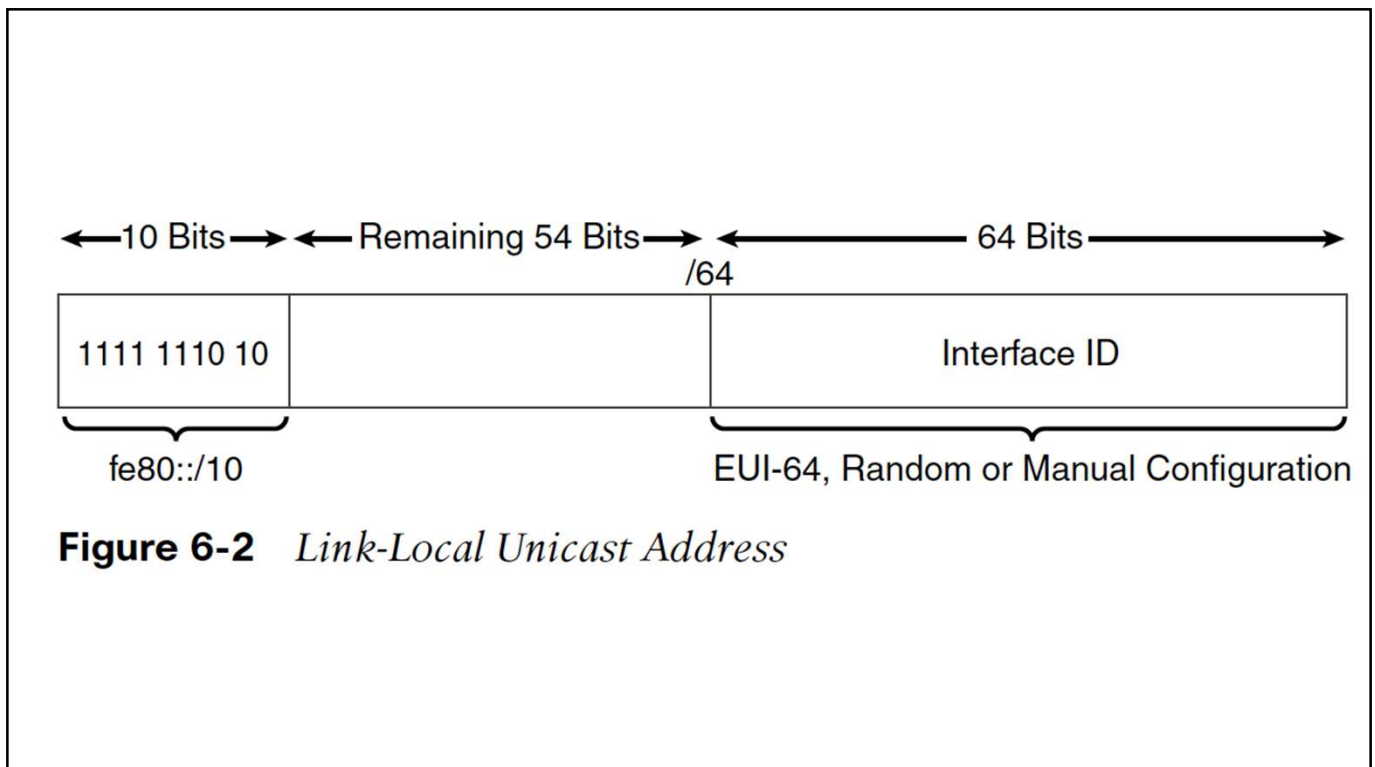 10 Bits Remaining 54 Bits 64 Bits
/64
1111 1110 10 Interface ID
fe80::/10 EUI-64, Random or Manual Configuration
Figure 6-2 Link-Local Unicast Address